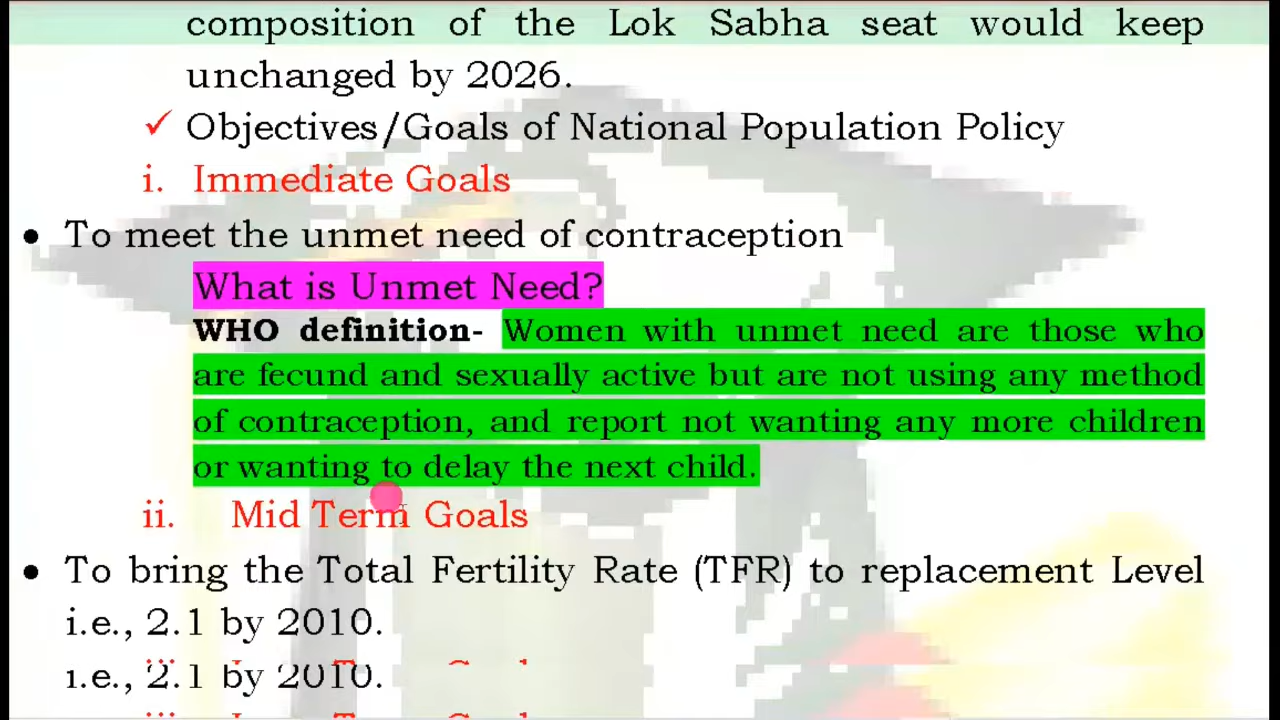 composition of the Lok Sabha seat would keep
unchanged by 2026.
✓ Objectives/Goals of National Population Policy
i. Immediate Goals
• To meet the unmet need of contraception
What is Unmet Need?
WHO definition- Women with unmet need are those who
are fecund and sexually active but are not using any method
of contraception, and report not wanting any more children
or wanting to delay the next child.
ii. Mid Term Goals
• To bring the Total Fertility Rate (TFR) to replacement Level
i.e., 2.1 by 2010.
i.e., 2.1 by 2010.